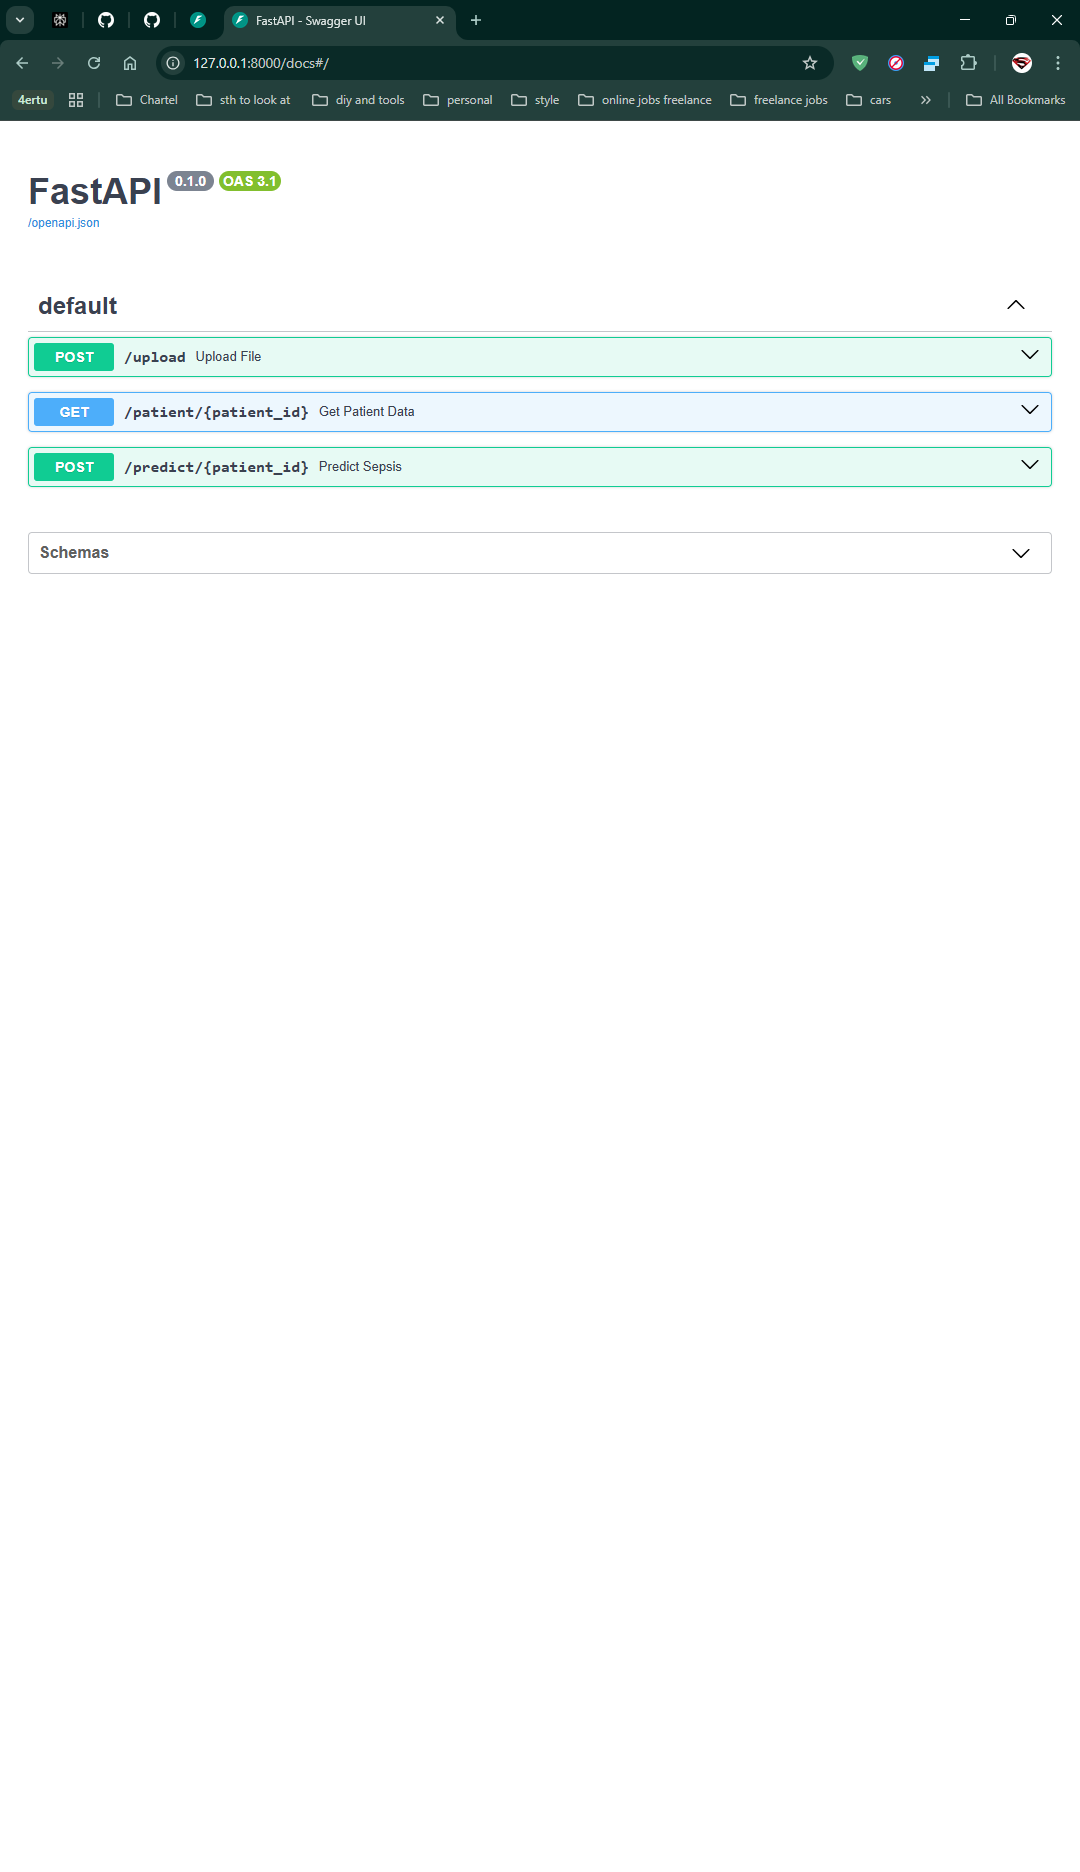 FastAPI - Swagger UI
127.0.0.1:8000/docs#/
4ertu Chartel sth to look at diy and tools personal style online jobs freelance freelance jobs cars All Bookmarks
FastAPI 0.1.0 OAS 3.1
/openapi.json
default
POST /upload Upload File
GET /patient/{patient_id} Get Patient Data
POST /predict/{patient_id} Predict Sepsis
Schemas